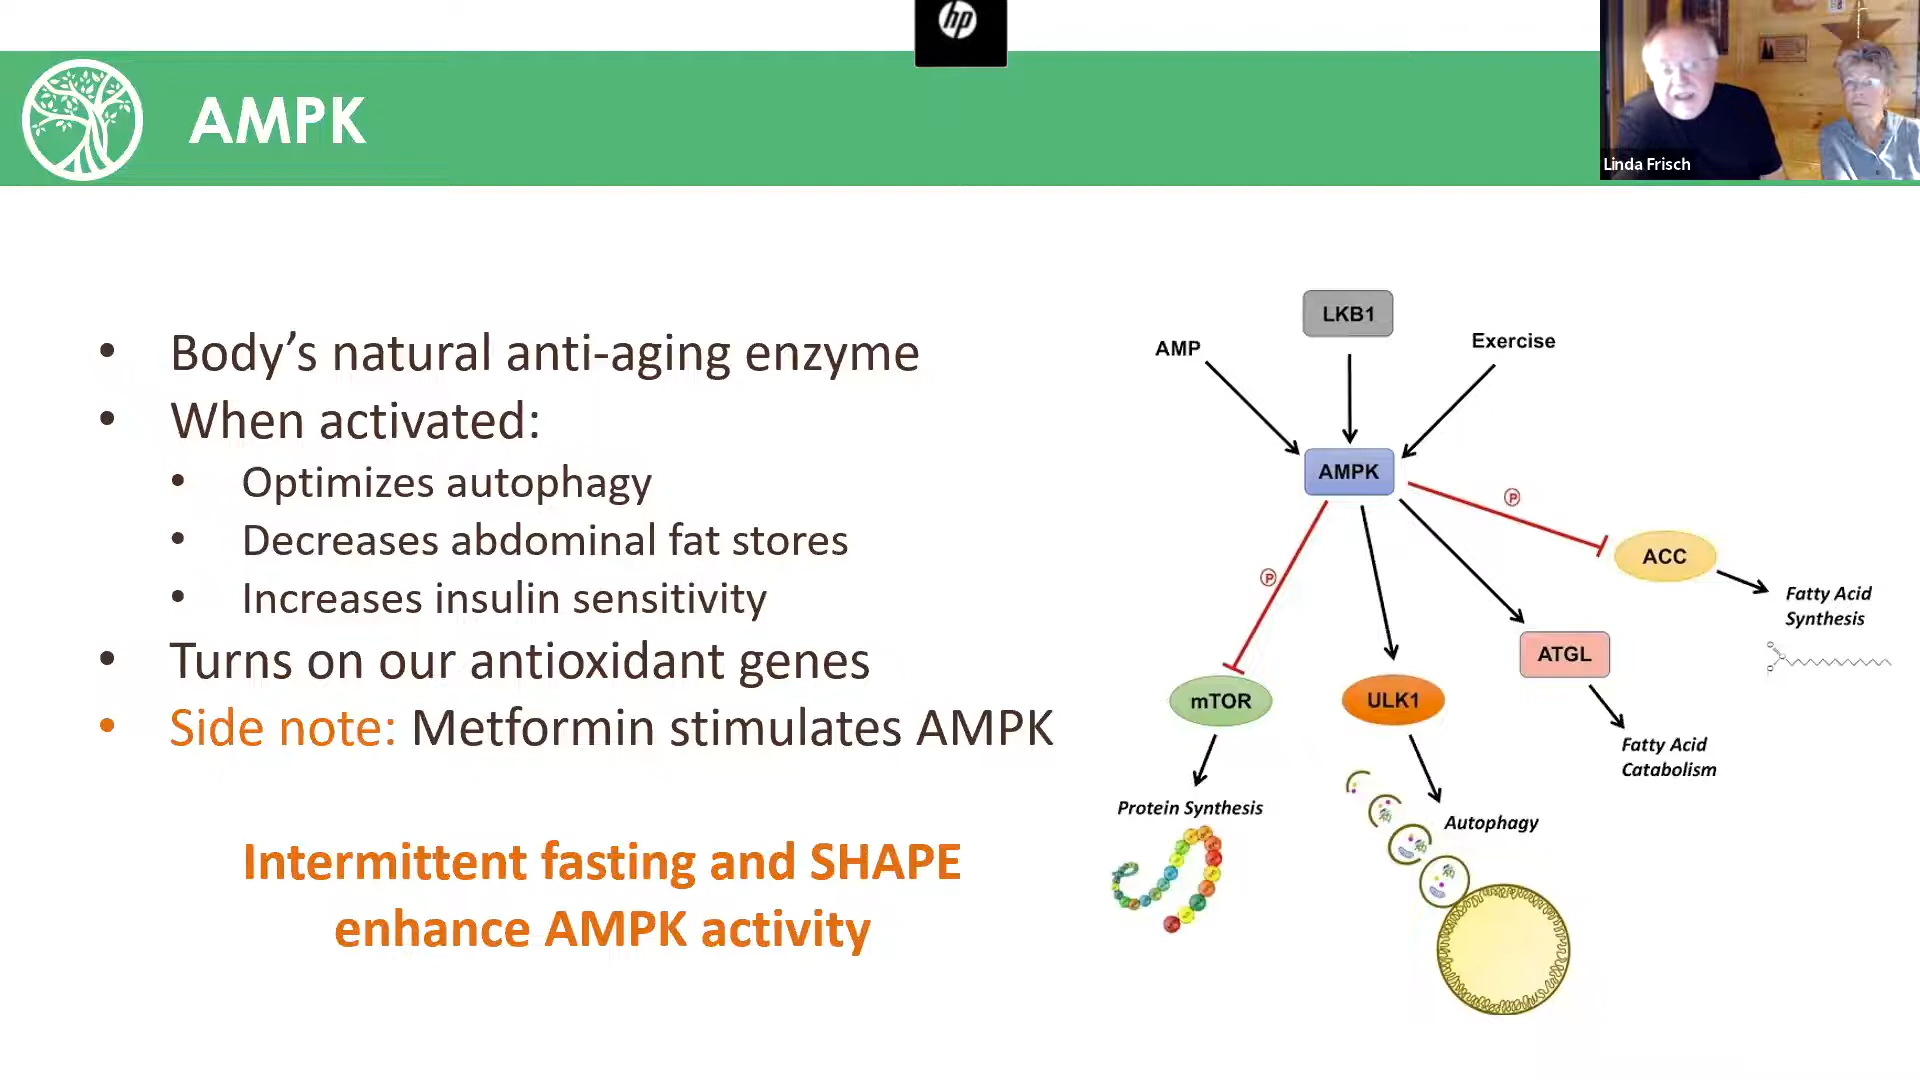 hp
AMPK
Linda Frisch
• Body’s natural anti-aging enzyme
• When activated:
• Optimizes autophagy
• Decreases abdominal fat stores
• Increases insulin sensitivity
• Turns on our antioxidant genes
• Side note: Metformin stimulates AMPK
Intermittent fasting and SHAPE
enhance AMPK activity
LKB1
AMP
Exercise
AMPK
P
P
ACC
Fatty Acid
Synthesis
ATGL
mTOR
ULK1
Fatty Acid
Catabolism
Protein Synthesis
Autophagy